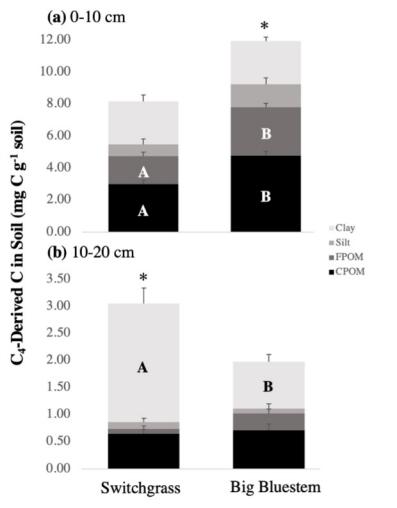 (a) 0-10 cm
12.00
10.00
8.00
6.00
4.00
2.00
0.00
*
A
A
B
B
C₄-Derived C in Soil (mg C g⁻¹ soil)
Clay
Silt
FPOM
CPOM
(b) 10-20 cm
3.50
3.00
2.50
2.00
1.50
1.00
0.50
0.00
*
A
B
Switchgrass Big Bluestem